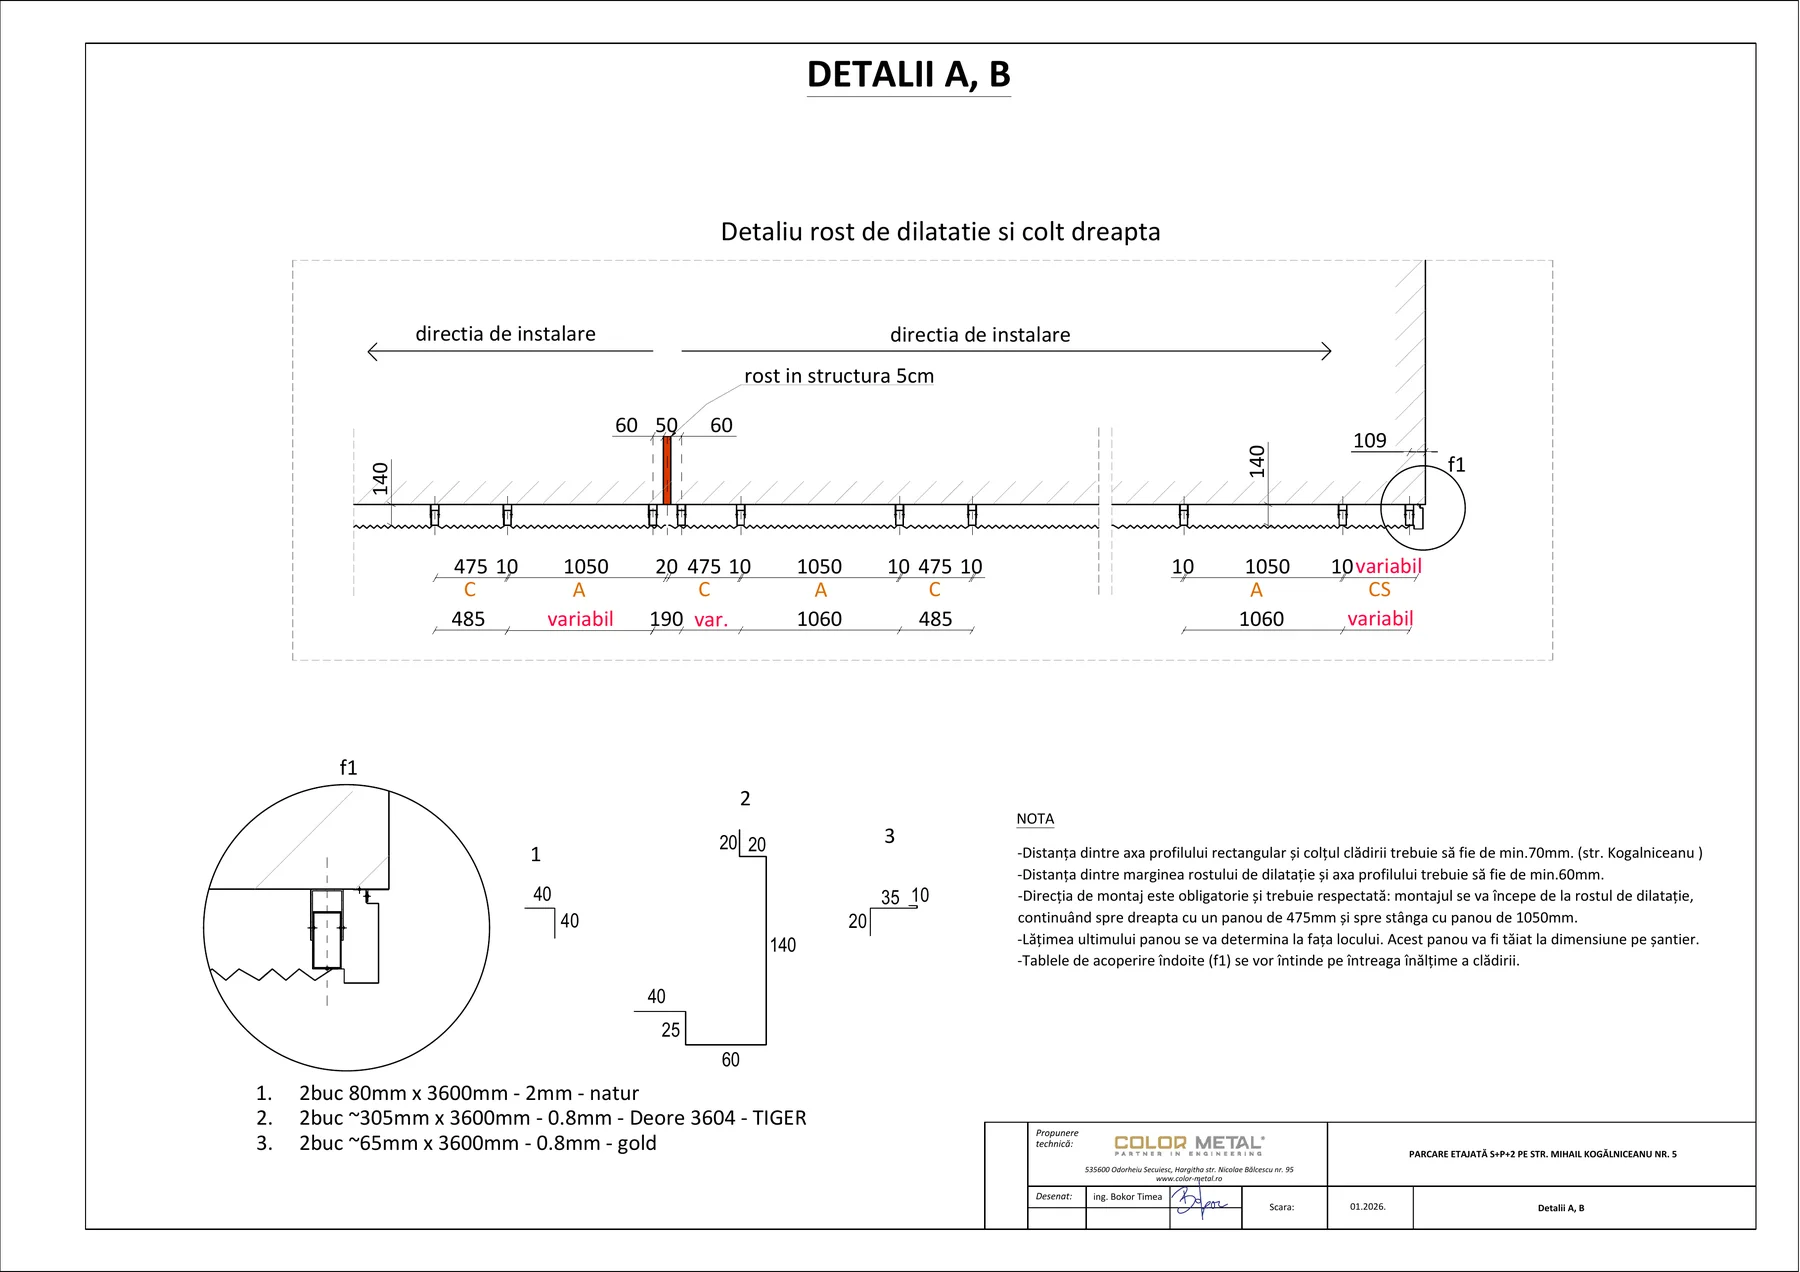 DETALII A, B
Detaliu rost de dilatatie si colt dreapta
directia de instalare
directia de instalare
rost in structura 5cm
60 50 60
109
140
140
f1
475 10 1050 20 475 10 1050 10 475 10 10 1050 10 variabil
C A C A C A CS
485 variabil 190 var. 1060 485 1060 variabil
f1
1
40
40
2
20 20
140
40
25
60
3
35 10
20
NOTA
-Distanța dintre axa profilului rectangular și colțul clădirii trebuie să fie de min.70mm. (str. Kogalniceanu )
-Distanța dintre marginea rostului de dilatație și axa profilului trebuie să fie de min.60mm.
-Direcția de montaj este obligatorie și trebuie respectată: montajul se va începe de la rostul de dilatație,
continuând spre dreapta cu un panou de 475mm și spre stânga cu panou de 1050mm.
-Lățimea ultimului panou se va determina la fața locului. Acest panou va fi tăiat la dimensiune pe șantier.
-Tablele de acoperire îndoite (f1) se vor întinde pe întreaga înălțime a clădirii.
1. 2buc 80mm x 3600mm - 2mm - natur
2. 2buc ~305mm x 3600mm - 0.8mm - Deore 3604 - TIGER
3. 2buc ~65mm x 3600mm - 0.8mm - gold
Propunere
technică:
COLOR METAL®
PARTNER IN ENGINEERING
535600 Odorheiu Secuiesc, Hargitha str. Nicolae Bălcescu nr. 95
www.color-metal.ro
PARCARE ETAJATĂ S+P+2 PE STR. MIHAIL KOGĂLNICEANU NR. 5
Desenat: ing. Bokor Timea
Scara:
01.2026.
Detalii A, B